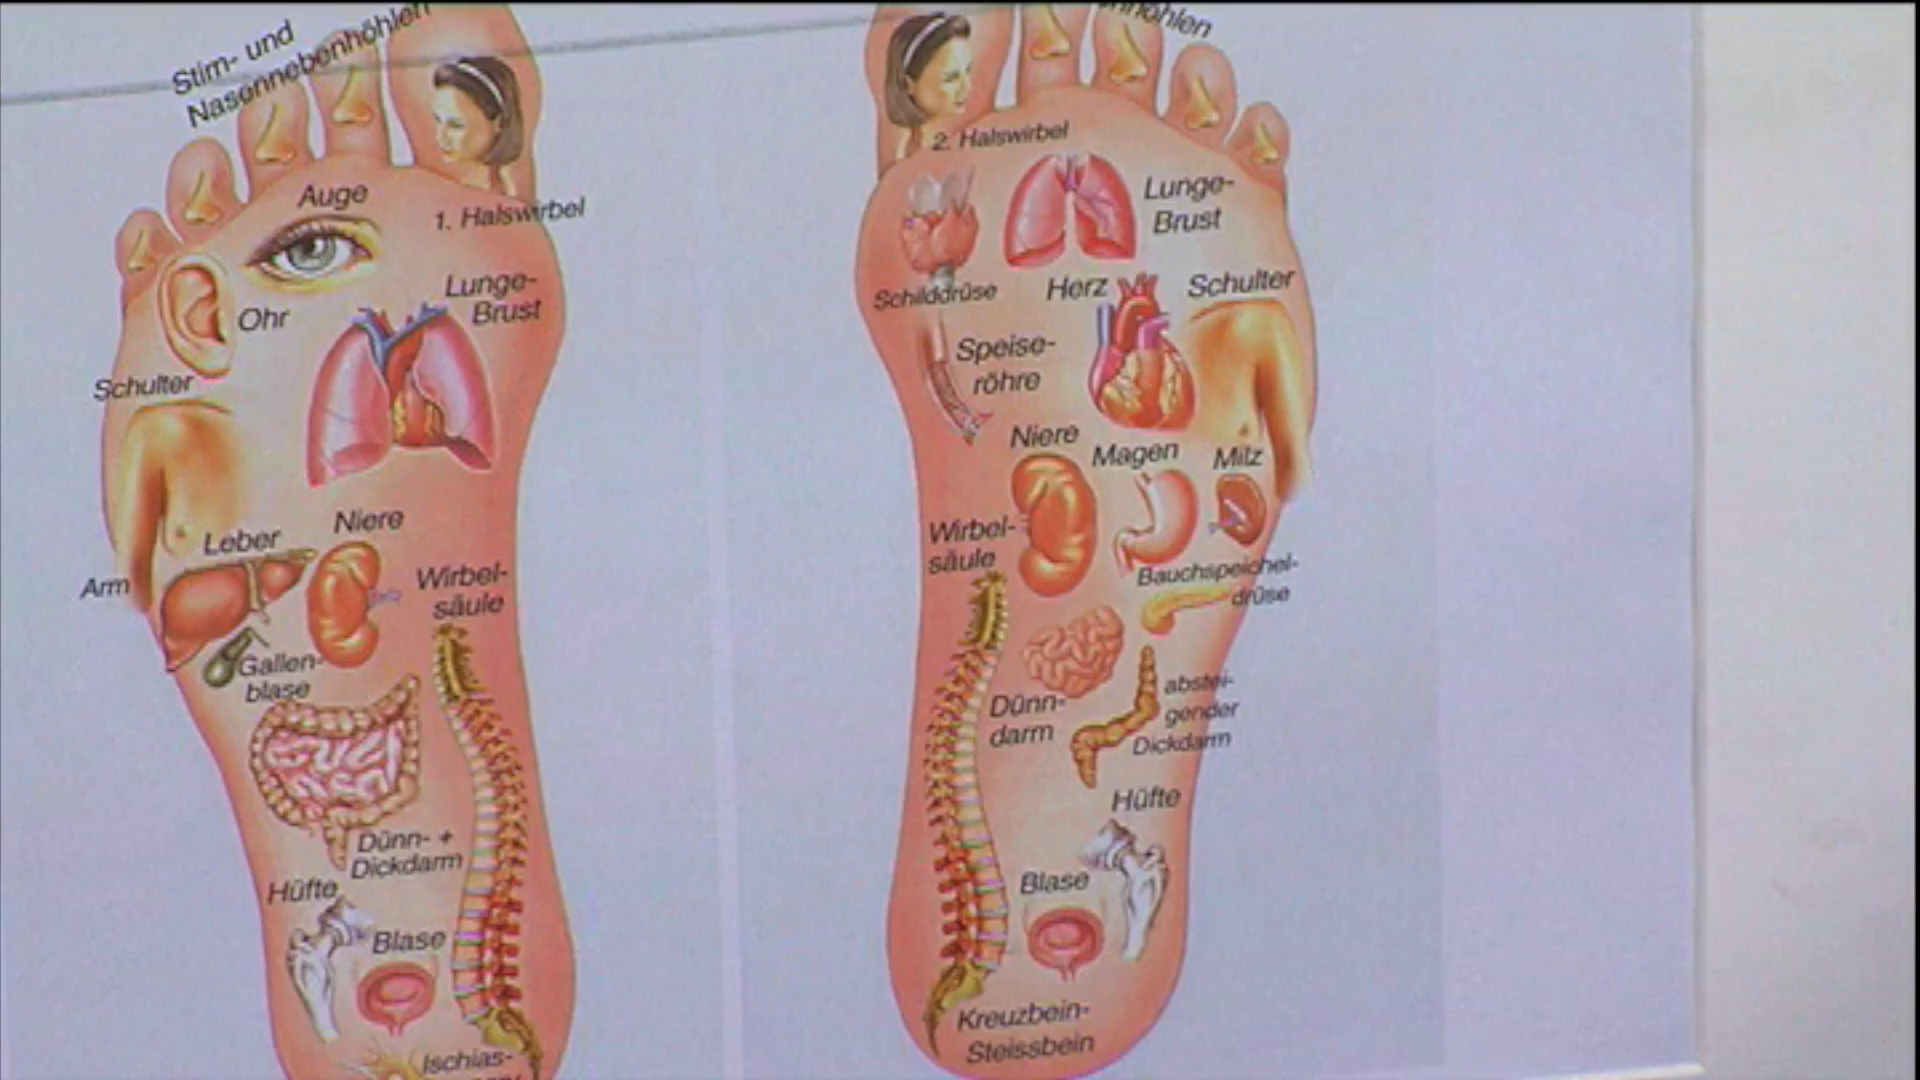 Stirn- und
Nasennebenhöhlen
Auge
1. Halswirbel
Ohr
Lunge-
Brust
Schulter
Niere
Leber
Arm
Wirbel-
säule
Gallen-
blase
Dünn- +
Dickdarm
Hüfte
Blase
Ischias-
2. Halswirbel
Lunge-
Brust
Schilddrüse
Herz
Schulter
Speise-
röhre
Niere
Magen
Milz
Wirbel-
säule
Bauchspeichel-
drüse
Dünn-
darm
abstei-
gender
Dickdarm
Hüfte
Blase
Kreuzbein-
Steissbein